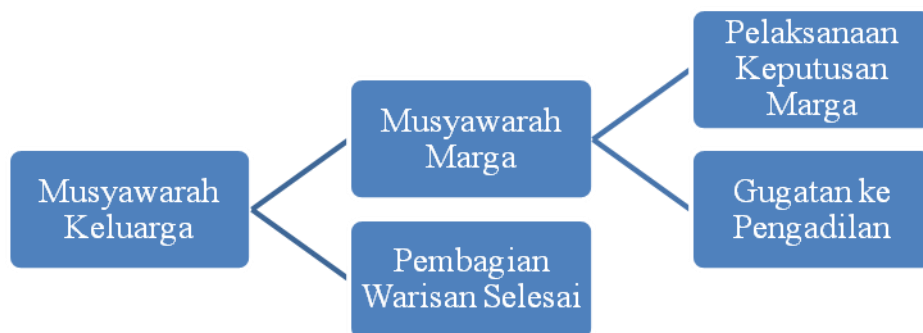 Musyawarah
Keluarga
Musyawarah
Marga
Pembagian
Warisan Selesai
Pelaksanaan
Keputusan
Marga
Gugatan ke
Pengadilan